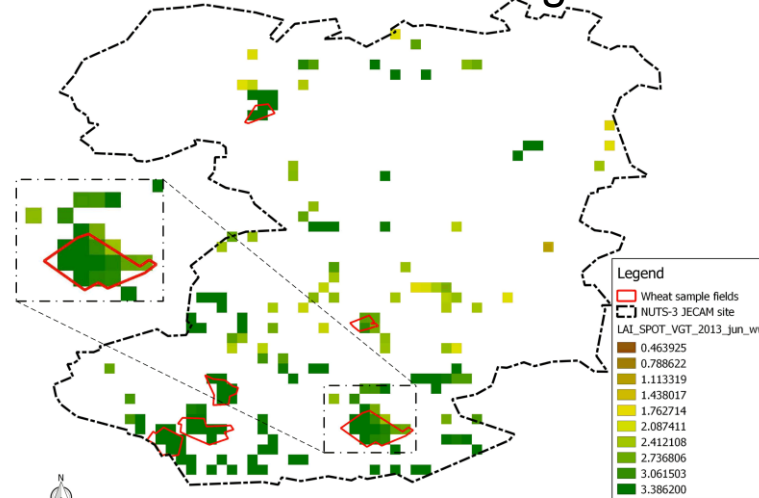 Legend
Wheat sample fields
NUTS-3 JECAM site
LAI_SPOT_VGT_2013_jun_w
0.463925
0.788622
1.113319
1.438017
1.762714
2.087411
2.412108
2.736806
3.061503
3.386200
N